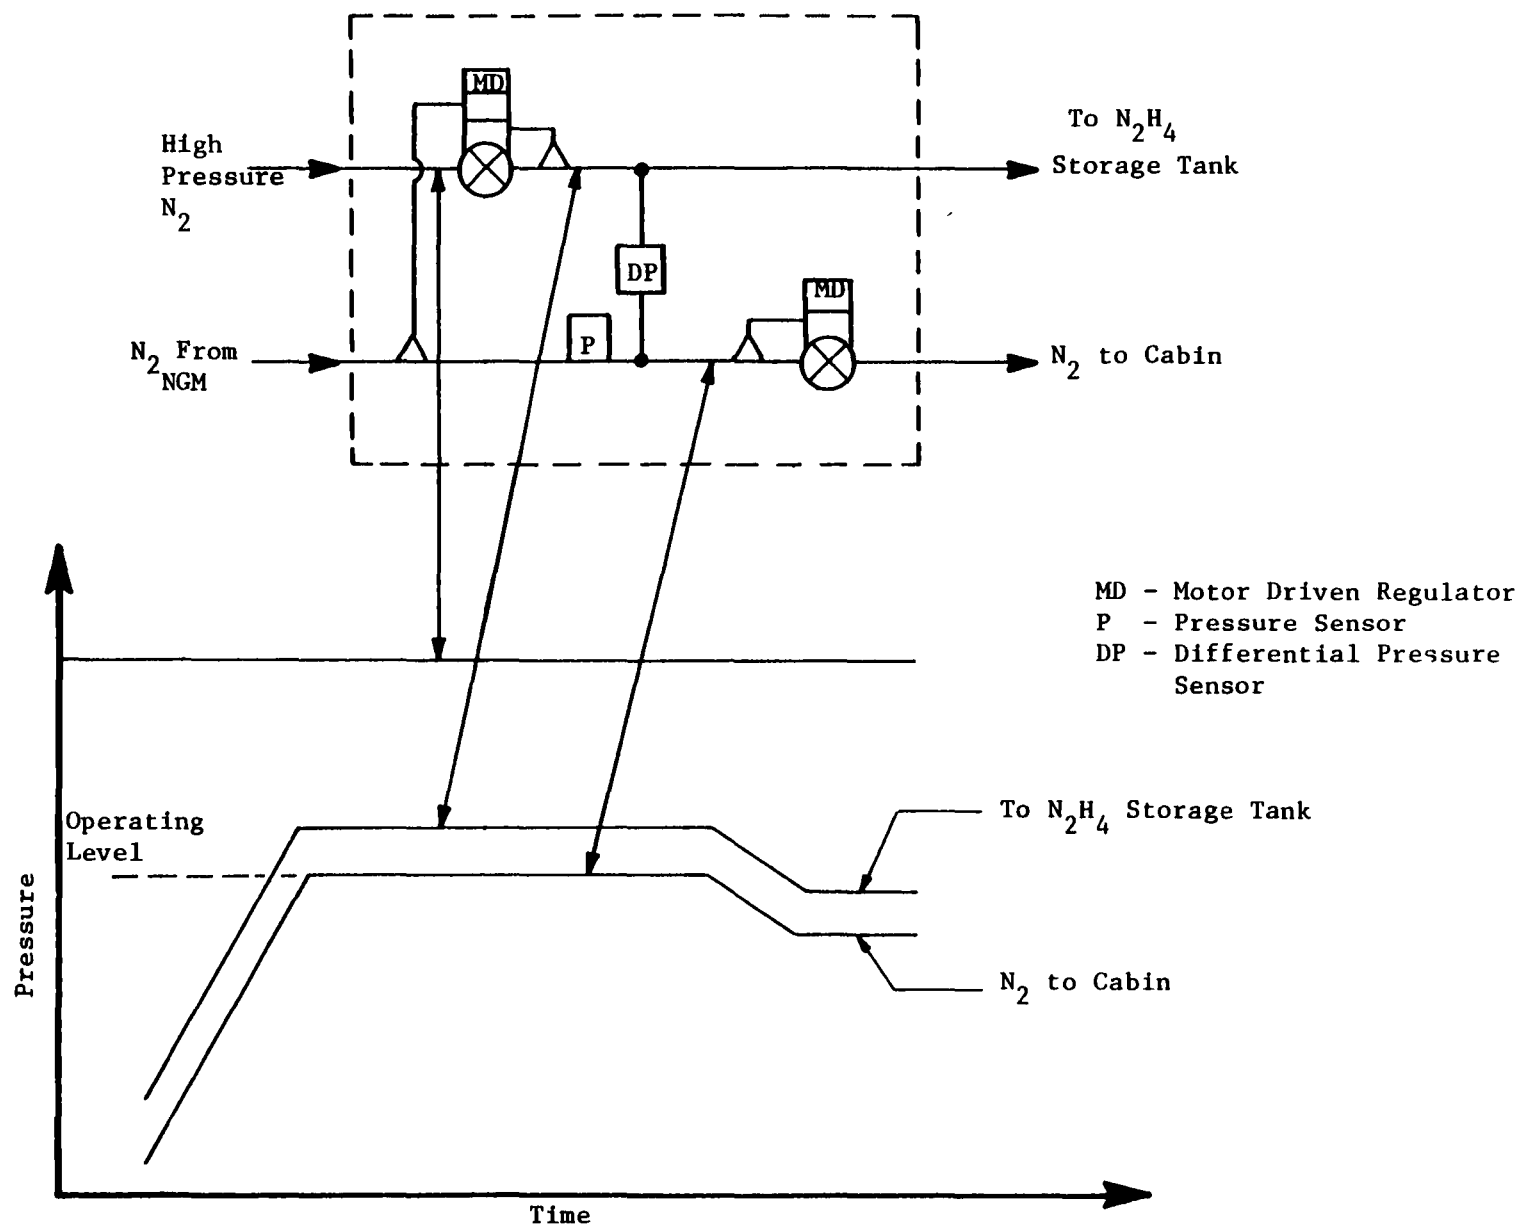 MD
High
Pressure
N2
To N2H4
Storage Tank
DP
MD
P
N2 From
NGM
N2 to Cabin
MD - Motor Driven Regulator
P - Pressure Sensor
DP - Differential Pressure
Sensor
Operating
Level
To N2H4 Storage Tank
N2 to Cabin
Pressure
Time